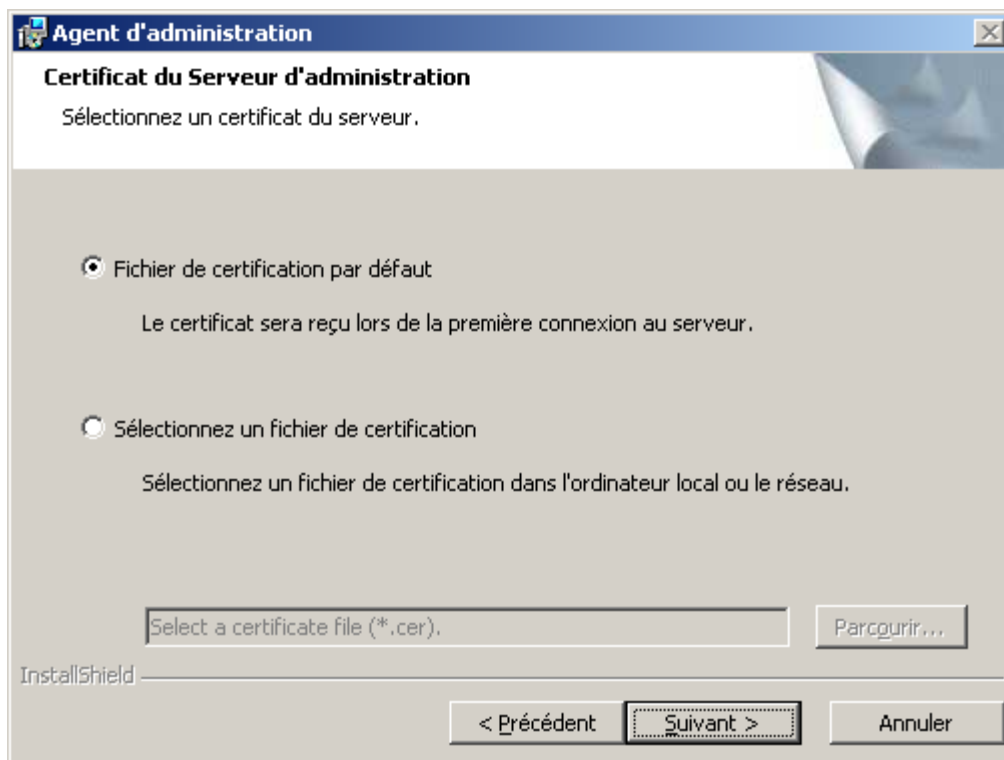 Agent d'administration
Certificat du Serveur d'administration
Sélectionnez un certificat du serveur.
Fichier de certification par défaut
Le certificat sera reçu lors de la première connexion au serveur.
Sélectionnez un fichier de certification
Sélectionnez un fichier de certification dans l'ordinateur local ou le réseau.
Select a certificate file (*.cer).
Parcourir...
InstallShield
< Précédent
Suivant >
Annuler